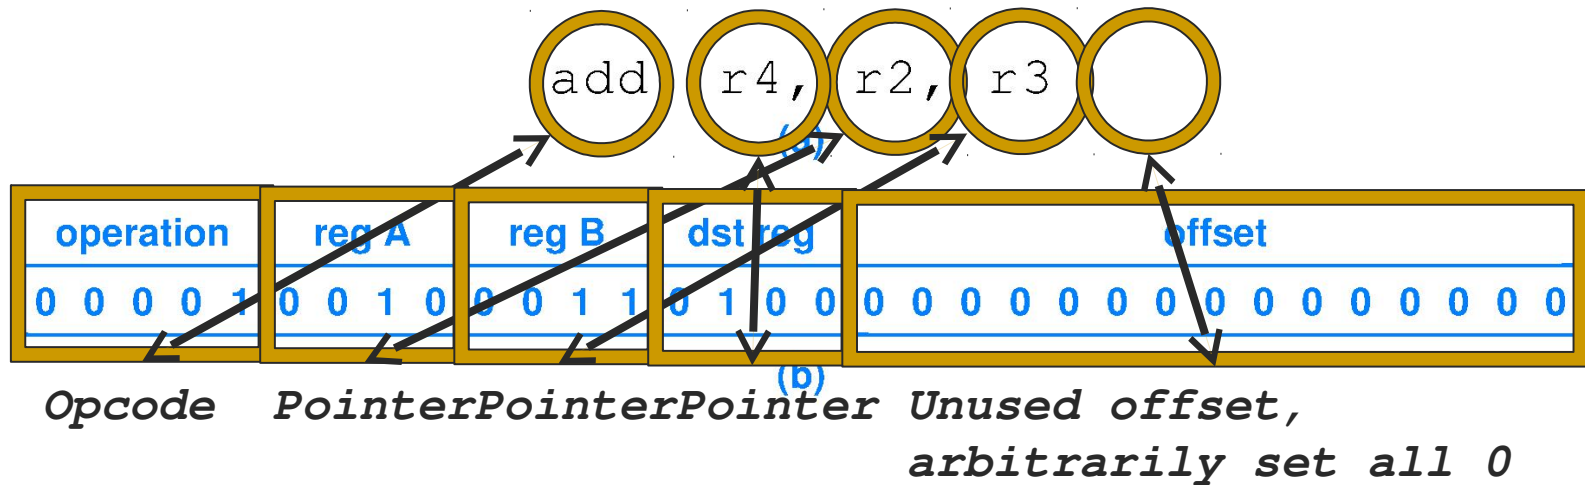 add r4, r2, r3
(a)
operation reg A reg B dst reg offset
0 0 0 0 1 0 0 1 0 0 0 1 1 0 1 0 0 0 0 0 0 0 0 0 0 0 0 0 0 0 0 0
(b)
Opcode PointerPointerPointer Unused offset,
arbitrarily set all 0